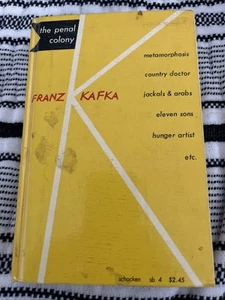 the penal
colony
metamorphosis
country doctor
FRANZ KAFKA
jackals & arabs
eleven sons
hunger artist
etc.
schocken sb 4 $2.45